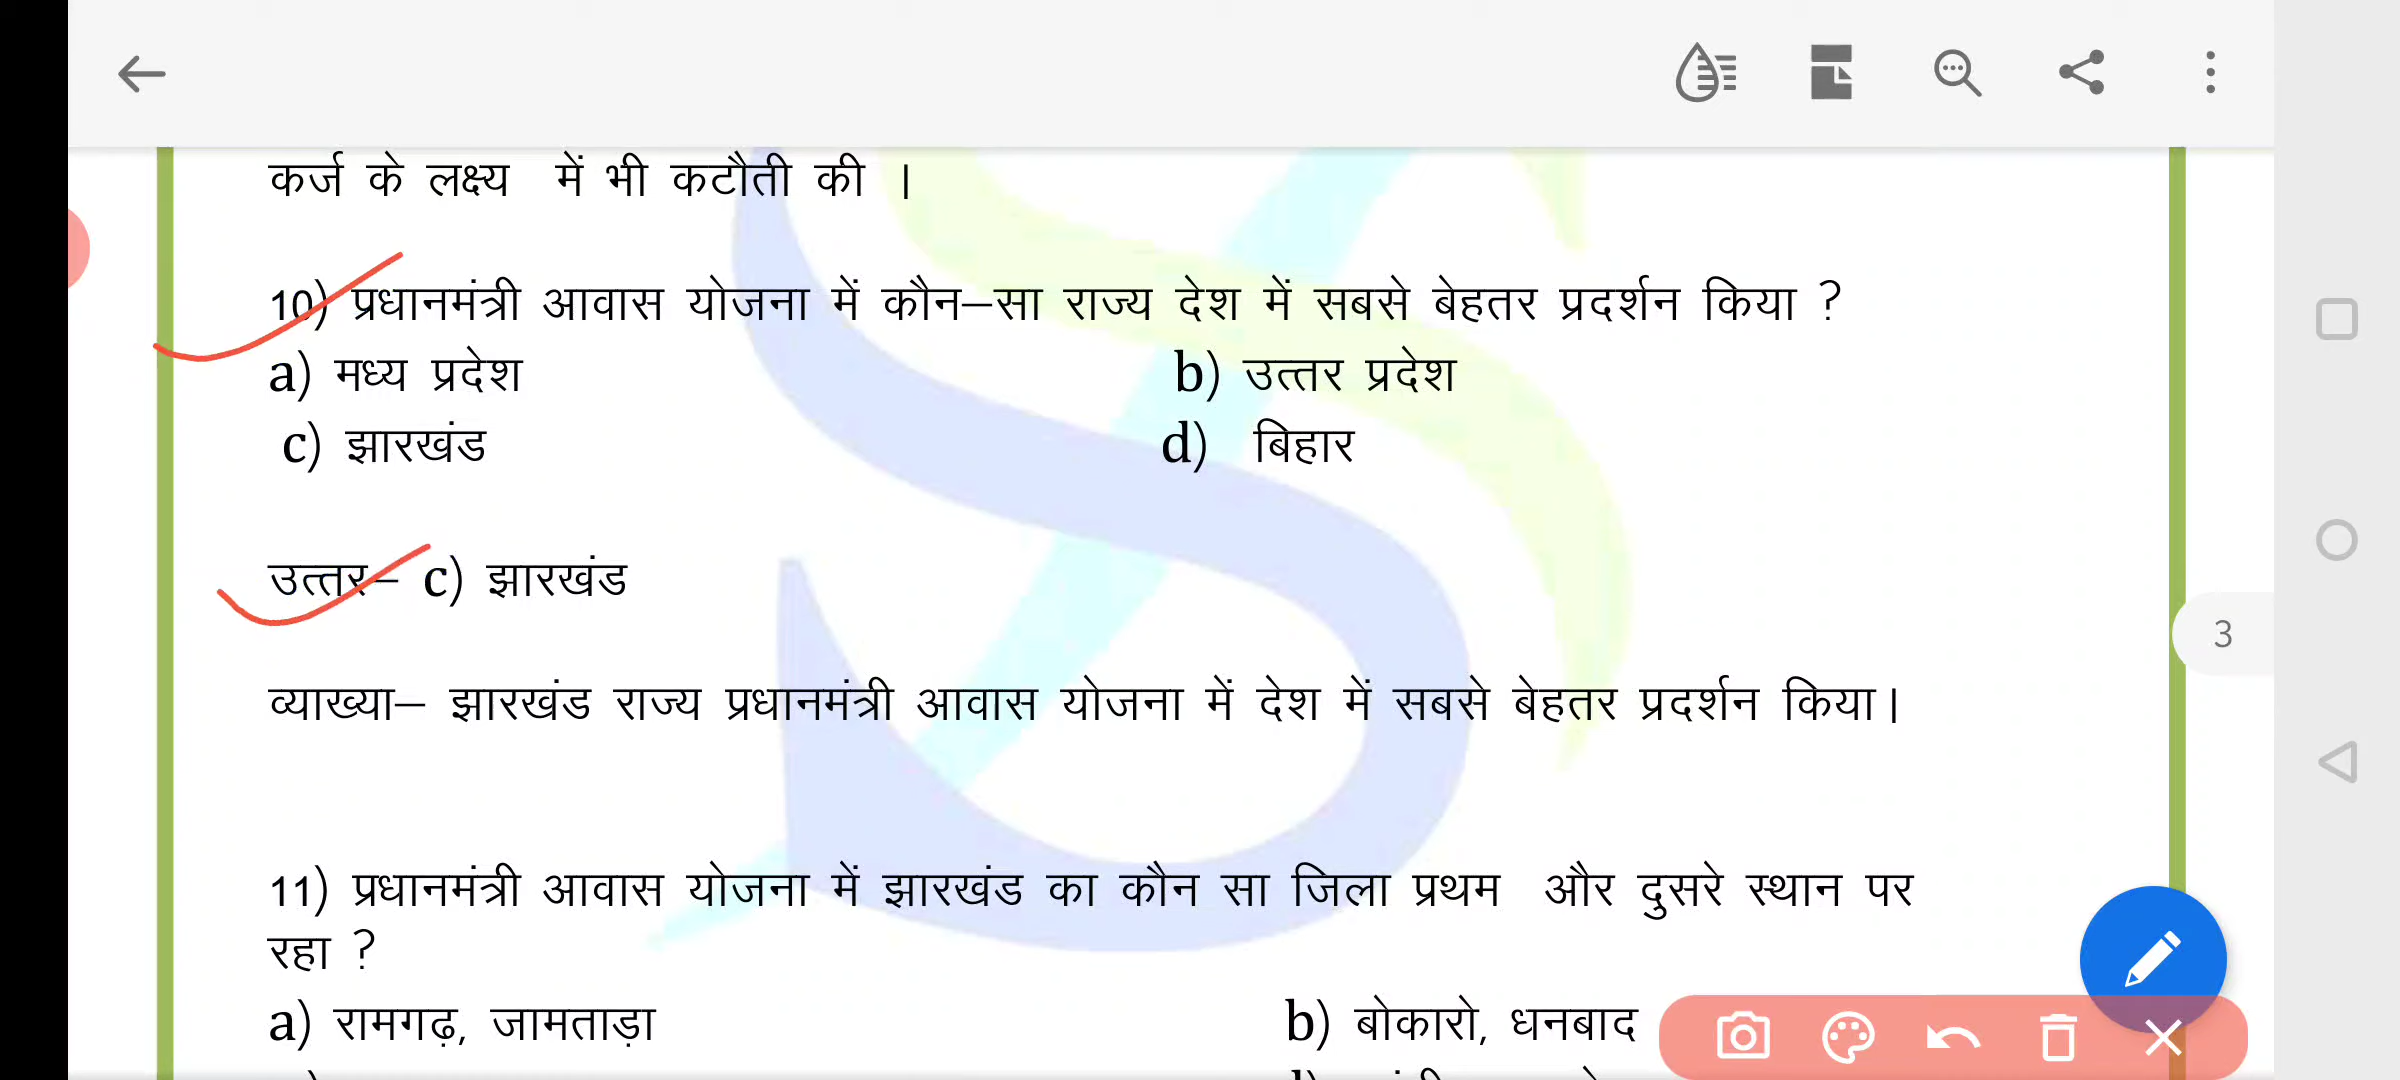 कर्ज के लक्ष्य में भी कटौती की ।
10) प्रधानमंत्री आवास योजना में कौन–सा राज्य देश में सबसे बेहतर प्रदर्शन किया ?
a) मध्य प्रदेश b) उत्तर प्रदेश
c) झारखंड d) बिहार
उत्तर– c) झारखंड
3
व्याख्या– झारखंड राज्य प्रधानमंत्री आवास योजना में देश में सबसे बेहतर प्रदर्शन किया।
11) प्रधानमंत्री आवास योजना में झारखंड का कौन सा जिला प्रथम और दुसरे स्थान पर
रहा ?
a) रामगढ़, जामताड़ा b) बोकारो, धनबाद